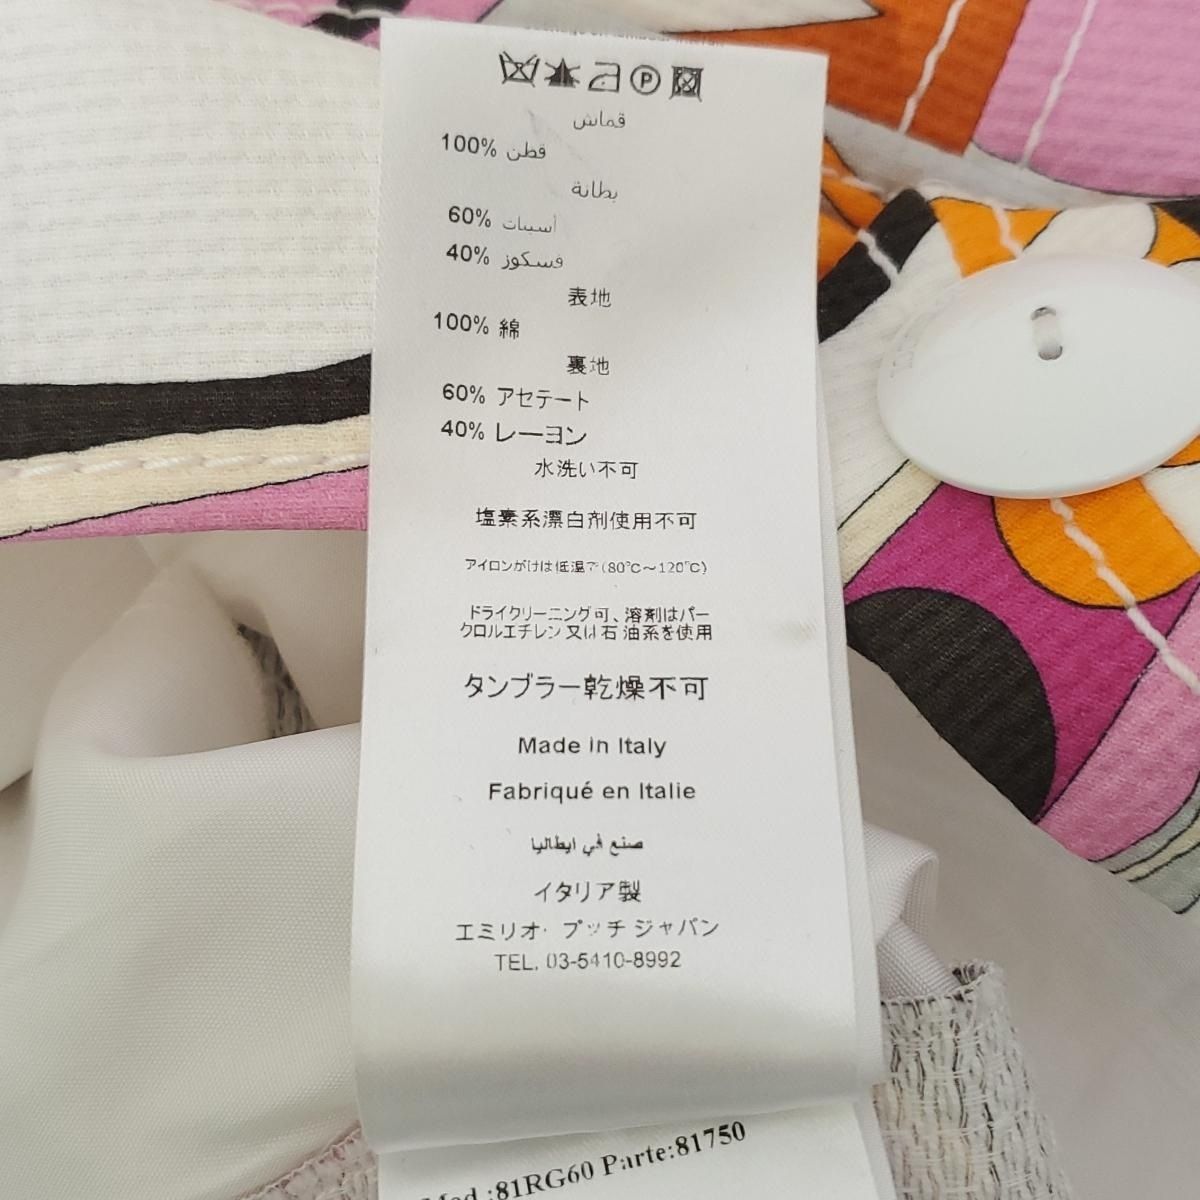 قماش
100% قطن
بطانة
60% أسيتات
40% فسكوز
表地
100% 綿
裏地
60% アセテート
40% レーヨン
水洗い不可
塩素系漂白剤使用不可
アイロンがけは低温で(80℃～120℃)
ドライクリーニング可、溶剤はパー
クロルエチレン又は石油系を使用
タンブラー乾燥不可
Made in Italy
Fabriqué en Italie
صنع في ايطاليا
イタリア製
エミリオ・プッチ ジャパン
TEL. 03-5410-8992
Mod.:81RG60 Parte:81750